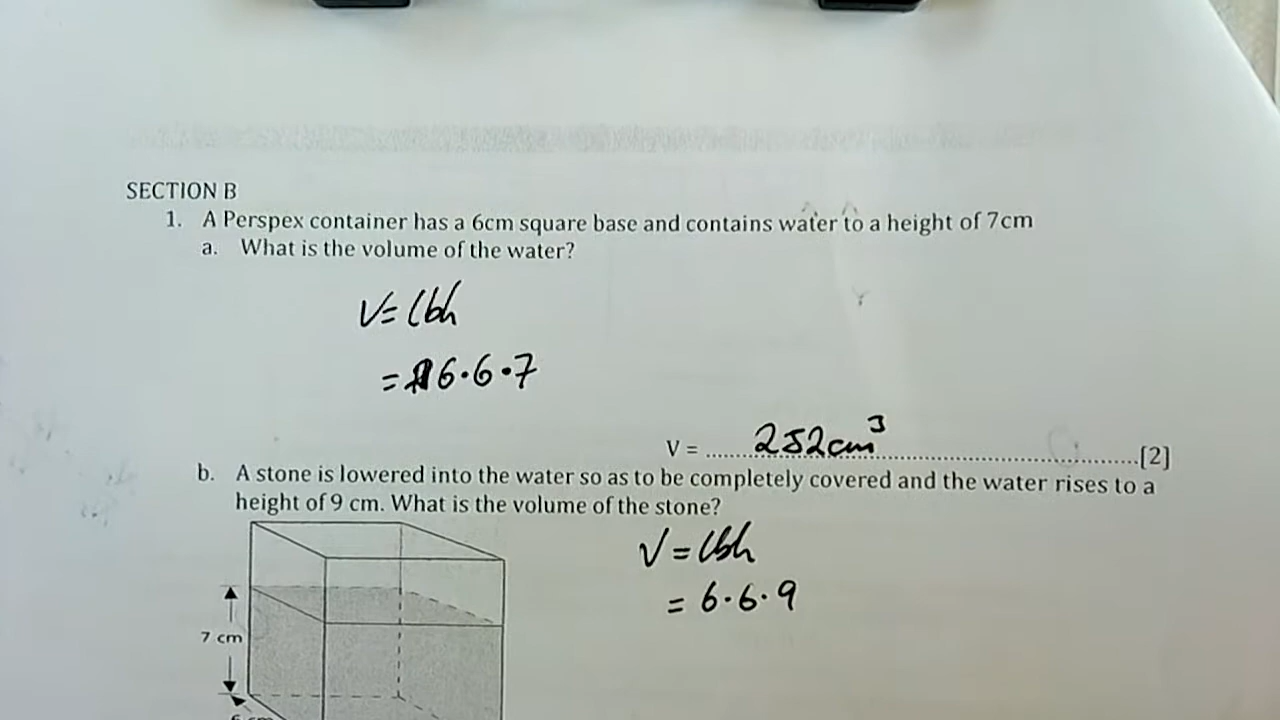 SECTION B
1. A Perspex container has a 6cm square base and contains water to a height of 7cm
a. What is the volume of the water?
V= lbh
= 6·6·7
V = 252cm³ [2]
b. A stone is lowered into the water so as to be completely covered and the water rises to a
height of 9 cm. What is the volume of the stone?
V = lbh
= 6·6·9
7 cm